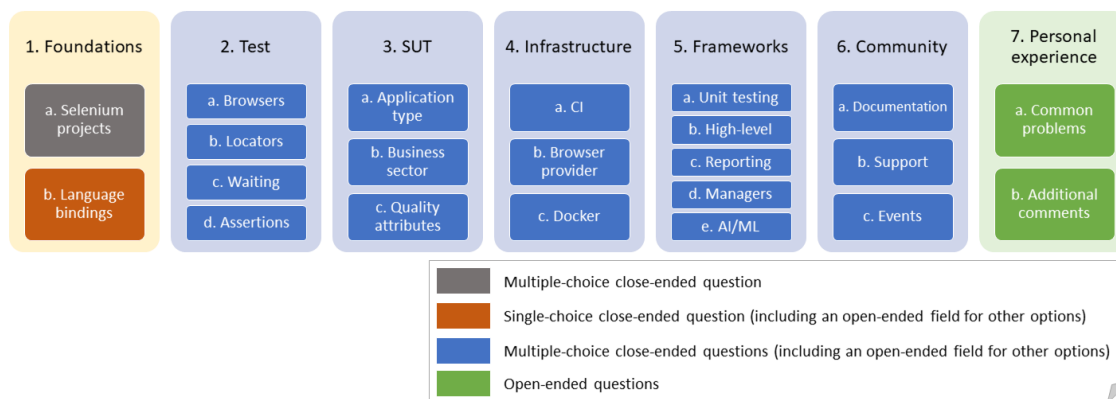 1. Foundations
a. Selenium
projects
b. Language
bindings
2. Test
a. Browsers
b. Locators
c. Waiting
d. Assertions
3. SUT
a. Application
type
b. Business
sector
c. Quality
attributes
4. Infrastructure
a. CI
b. Browser
provider
c. Docker
5. Frameworks
a. Unit testing
b. High-level
c. Reporting
d. Managers
e. AI/ML
6. Community
a. Documentation
b. Support
c. Events
7. Personal
experience
a. Common
problems
b. Additional
comments
Multiple-choice close-ended question
Single-choice close-ended question (including an open-ended field for other options)
Multiple-choice close-ended questions (including an open-ended field for other options)
Open-ended questions